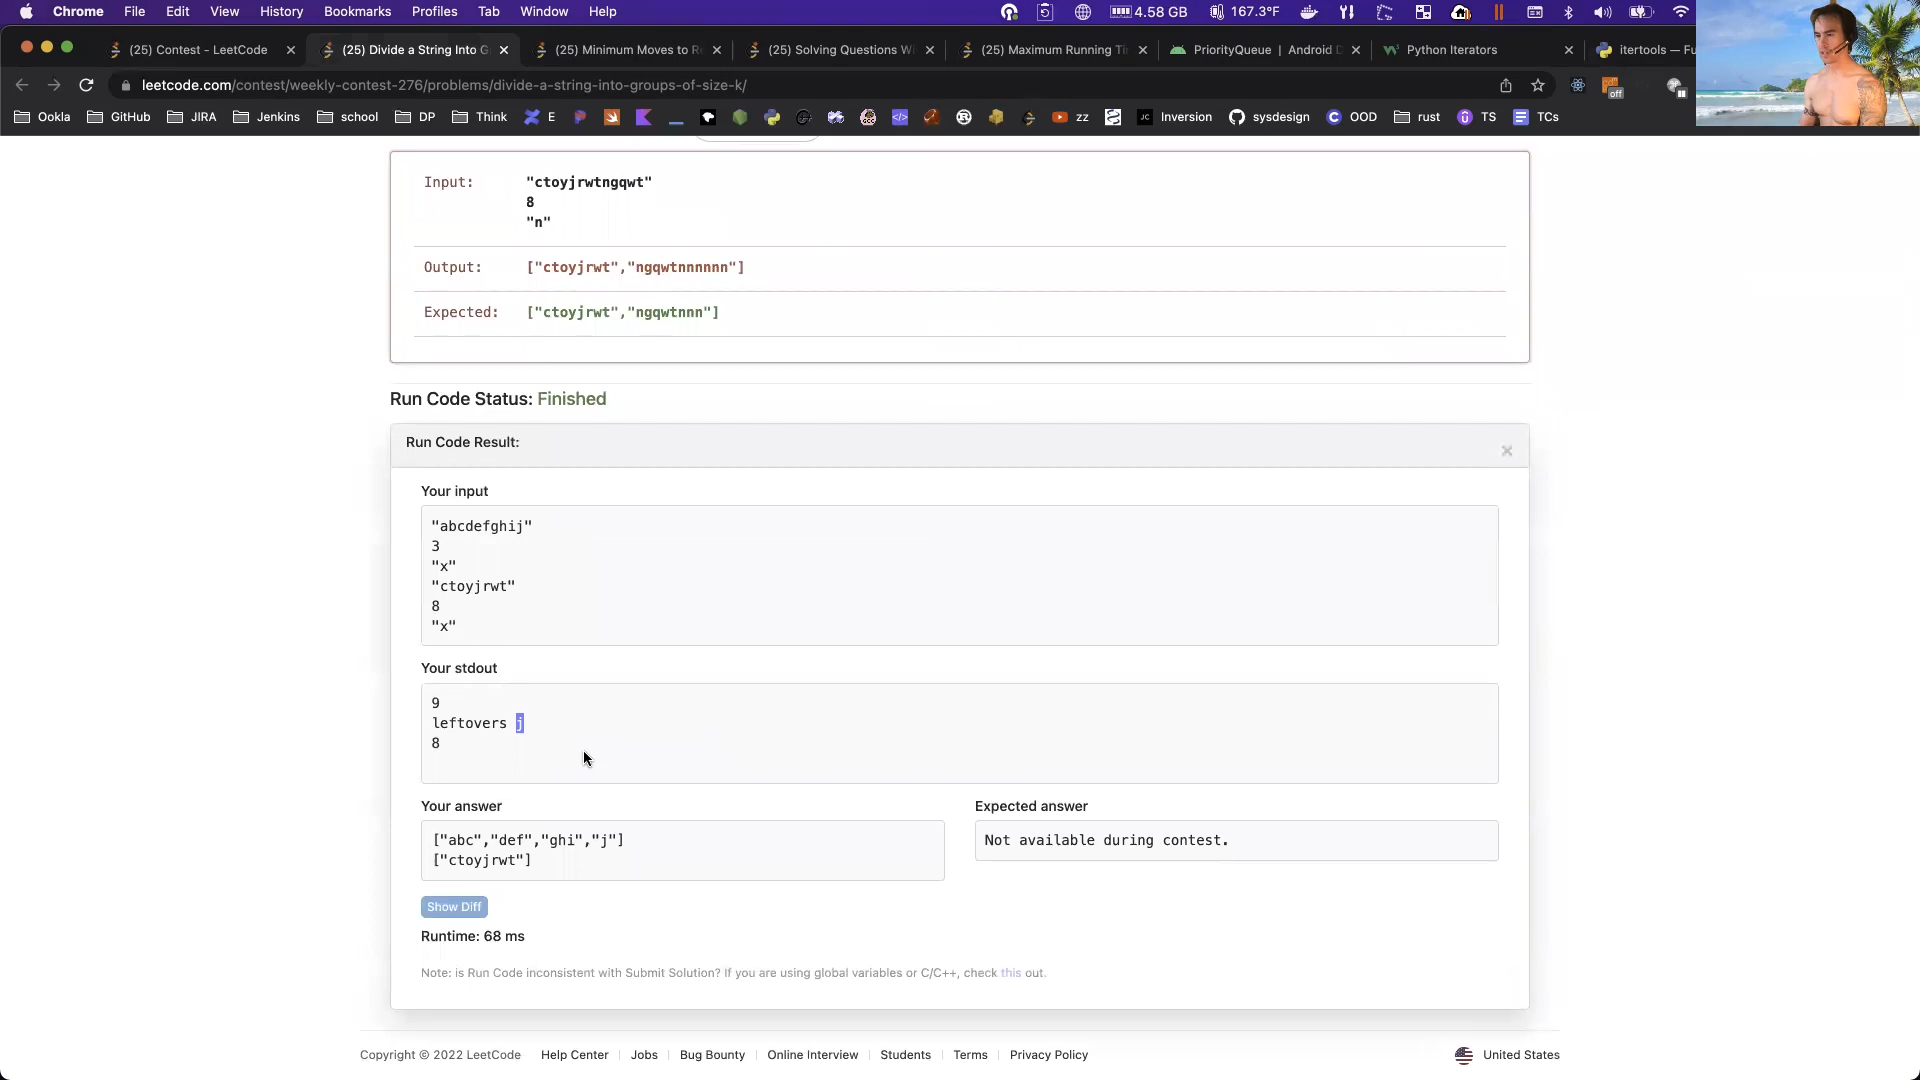 Chrome File Edit View History Bookmarks Profiles Tab Window Help 4.58 GB 167.3°F
(25) Contest - LeetCode (25) Divide a String Into G (25) Minimum Moves to Re (25) Solving Questions Wi (25) Maximum Running Ti PriorityQueue | Android D Python Iterators itertools — Fu
leetcode.com/contest/weekly-contest-276/problems/divide-a-string-into-groups-of-size-k/ off
Ookla GitHub JIRA Jenkins school DP Think E zz JC Inversion sysdesign OOD rust TS TCs
Input: "ctoyjrwtngqwt"
8
"n"
Output: ["ctoyjrwt","ngqwtnnnnnn"]
Expected: ["ctoyjrwt","ngqwtnnn"]
Run Code Status: Finished
Run Code Result:
Your input
"abcdefghij"
3
"x"
"ctoyjrwt"
8
"x"
Your stdout
9
leftovers j
8
Your answer
["abc","def","ghi","j"]
["ctoyjrwt"]
Expected answer
Not available during contest.
Show Diff
Runtime: 68 ms
Note: is Run Code inconsistent with Submit Solution? If you are using global variables or C/C++, check this out.
Copyright © 2022 LeetCode Help Center Jobs Bug Bounty Online Interview Students Terms Privacy Policy United States